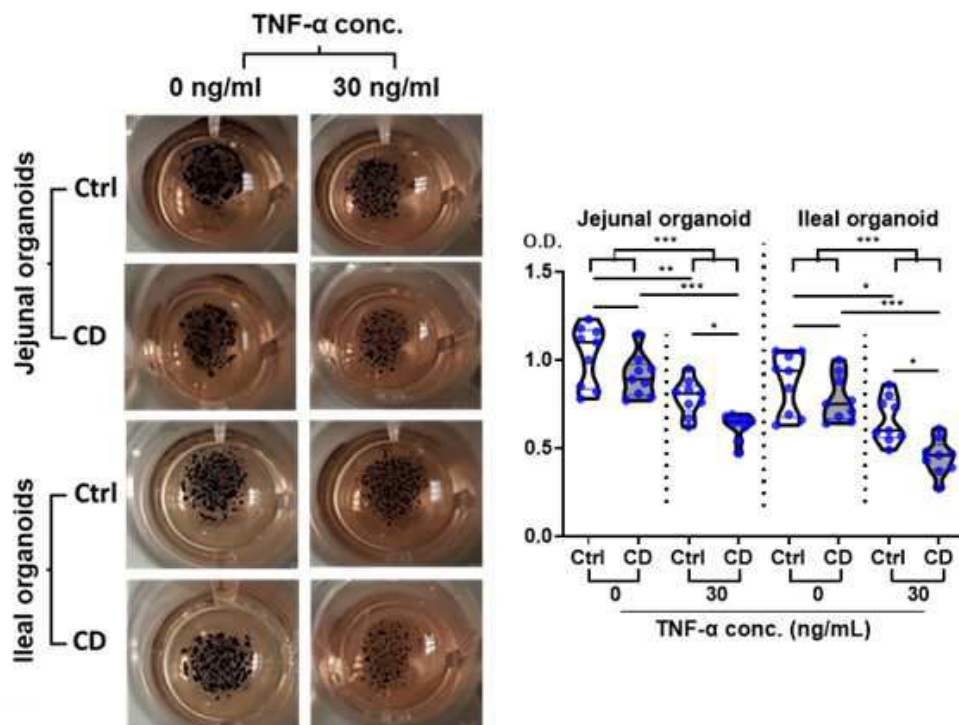 TNF-α conc.
0 ng/ml 30 ng/ml
Jejunal organoids
Ctrl
CD
Ileal organoids
Ctrl
CD
Jejunal organoid Ileal organoid
O.D.
*** ***
** *
*** ***
* *
1.5
1.0
0.5
0.0
Ctrl CD Ctrl CD Ctrl CD Ctrl CD
0 30 0 30
TNF-α conc. (ng/mL)